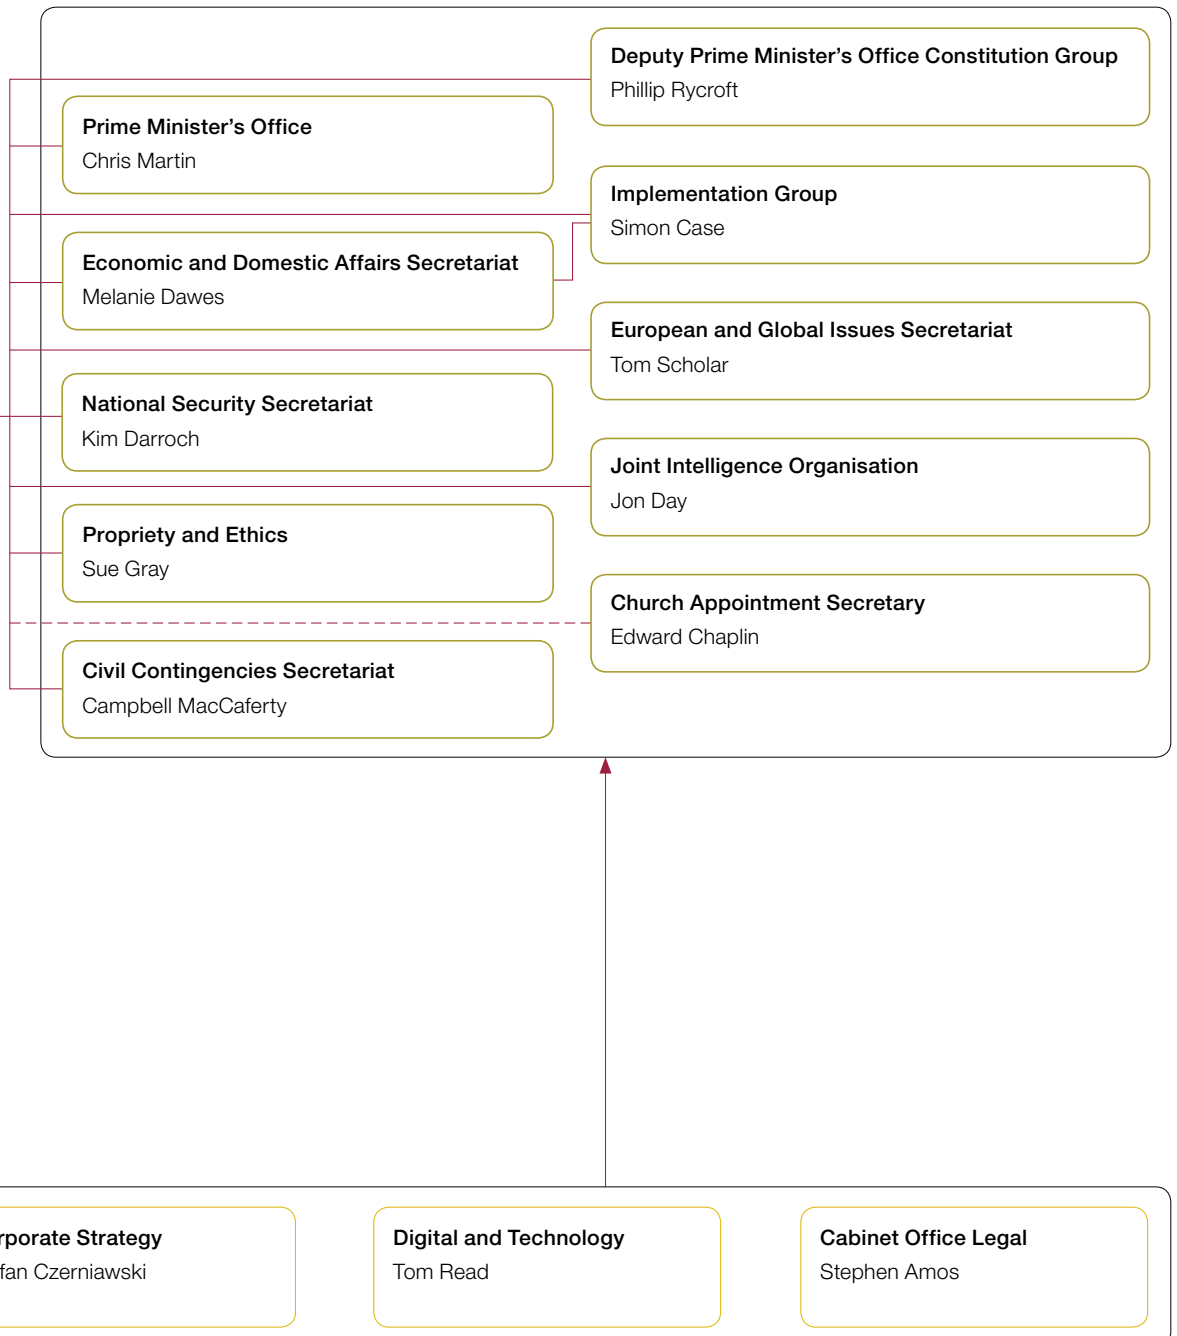 Deputy Prime Minister’s Office Constitution Group
Phillip Rycroft
Prime Minister’s Office
Chris Martin
Implementation Group
Simon Case
Economic and Domestic Affairs Secretariat
Melanie Dawes
European and Global Issues Secretariat
Tom Scholar
National Security Secretariat
Kim Darroch
Joint Intelligence Organisation
Jon Day
Propriety and Ethics
Sue Gray
Church Appointment Secretary
Edward Chaplin
Civil Contingencies Secretariat
Campbell MacCaferty
rporate Strategy
fan Czerniawski
Digital and Technology
Tom Read
Cabinet Office Legal
Stephen Amos